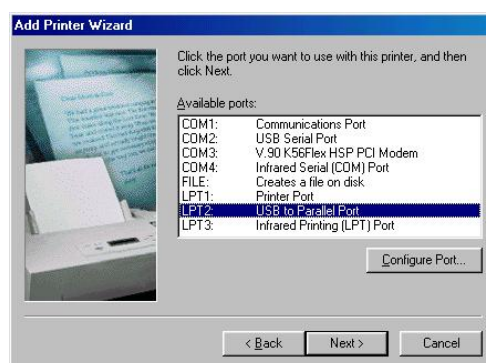 Add Printer Wizard
Click the port you want to use with this printer, and then
click Next.
Available ports:
COM1: Communications Port
COM2: USB Serial Port
COM3: V.90 K56Flex HSP PCI Modem
COM4: Infrared Serial (COM) Port
FILE: Creates a file on disk
LPT1: Printer Port
LPT2: USB to Parallel Port
LPT3: Infrared Printing (LPT) Port
Configure Port...
< Back
Next >
Cancel